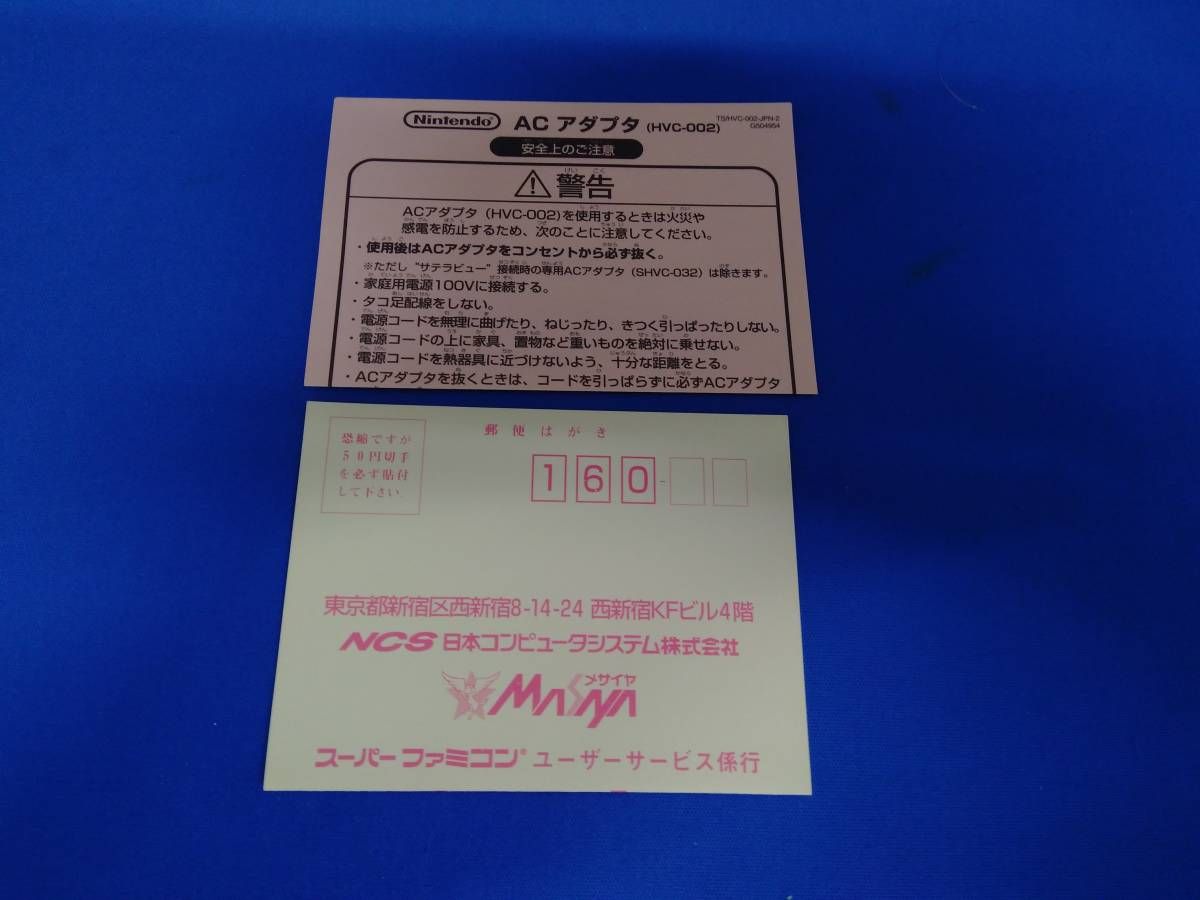 Nintendo AC アダプタ (HVC-002)
TS/HVC-002-JPN-2
G504954
安全上のご注意
けい こく
警告
ACアダプタ(HVC-002)を使用するときは火災や
感電を防止するため、次のことに注意してください。
・使用後はACアダプタをコンセントから必ず抜く。
※ただし“サテラビュー”接続時の専用ACアダプタ(SHVC-032)は除きます。
・家庭用電源100Vに接続する。
・タコ足配線をしない。
・電源コードを無理に曲げたり、ねじったり、きつく引っぱったりしない。
・電源コードの上に家具、置物など重いものを絶対に乗せない。
・電源コードを熱器具に近づけないよう、十分な距離をとる。
・ACアダプタを抜くときは、コードを引っぱらずに必ずACアダプタ
恐縮ですが
50円切手
を必ず貼付
して下さい
郵便はがき
160-
東京都新宿区西新宿8-14-24 西新宿KFビル4階
NCS 日本コンピュータシステム株式会社
メサイヤ
MASAYA
スーパーファミコン® ユーザーサービス係行